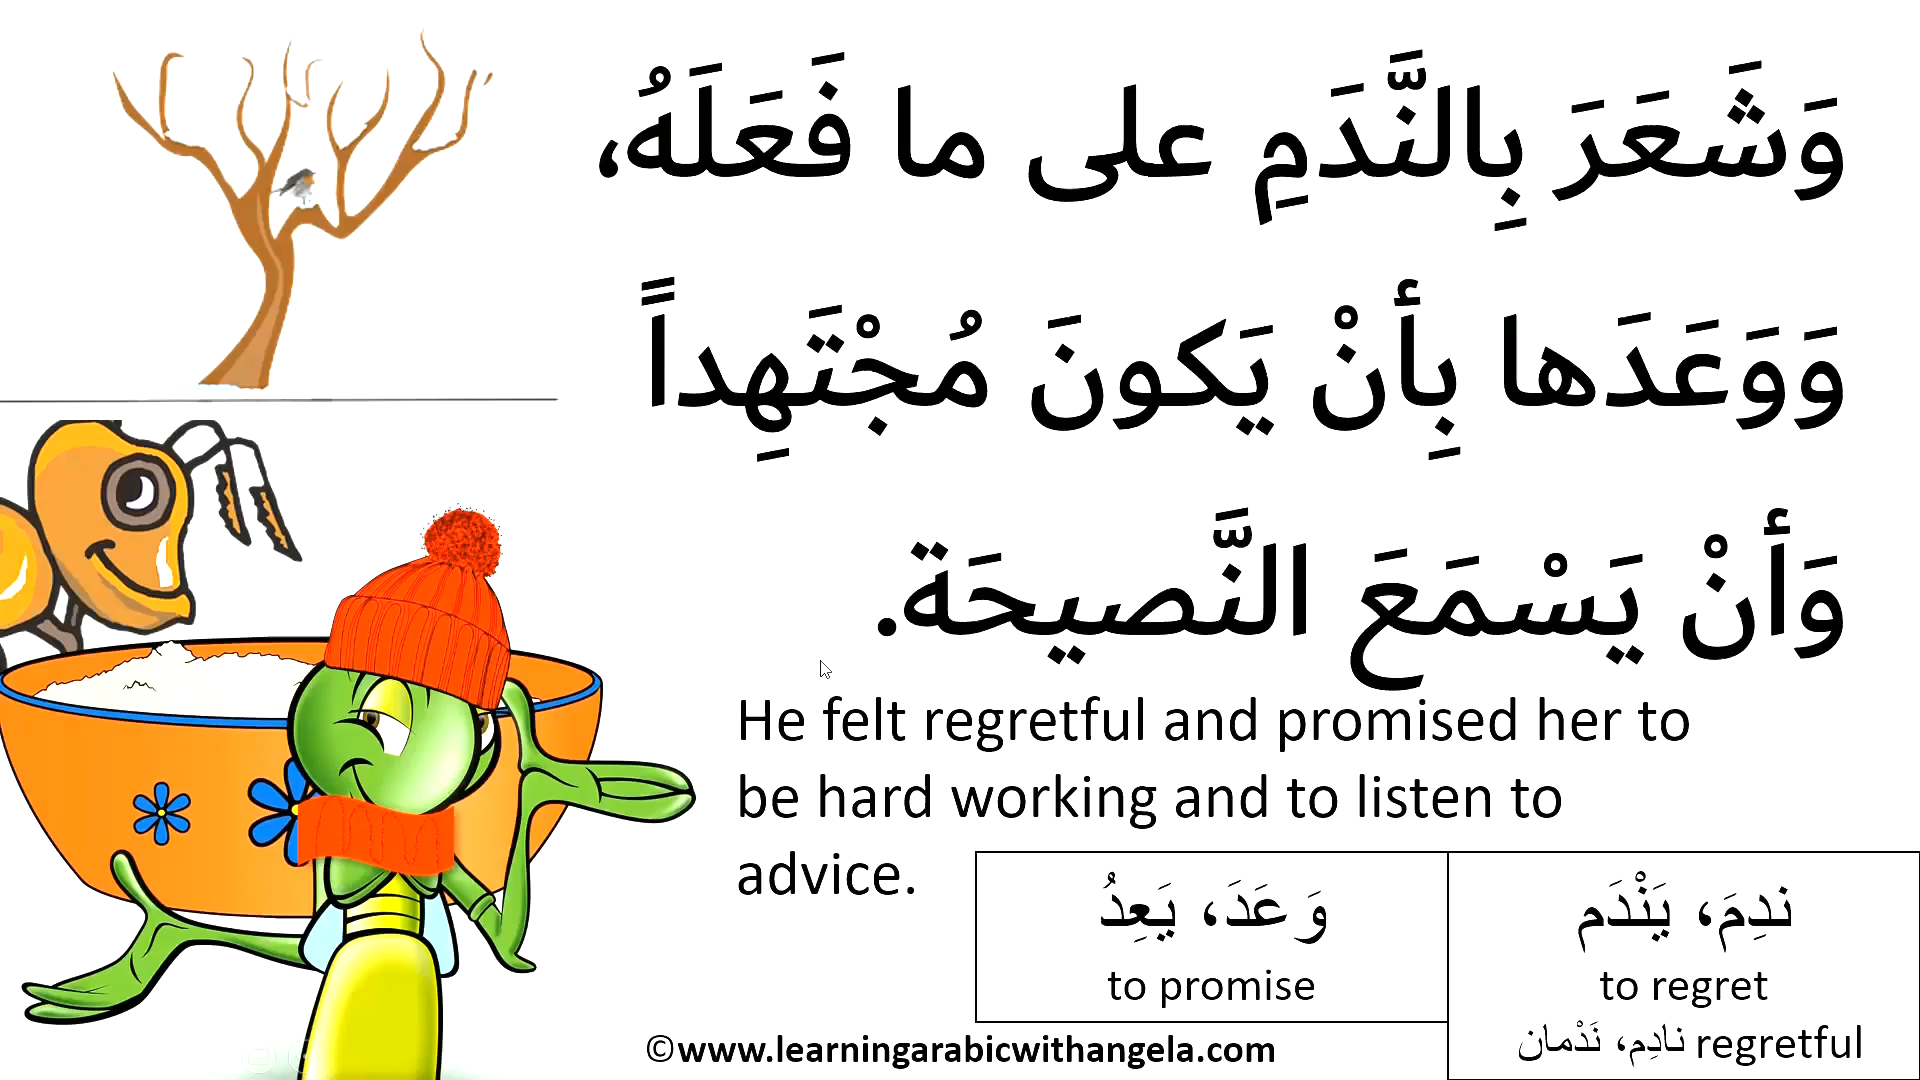 وَشَعَرَ بِالنَّدَمِ على ما فَعَلَهُ،
وَوَعَدَها بِأنْ يَكونَ مُجْتَهِداً
وَأنْ يَسْمَعَ النَّصيحَة.
He felt regretful and promised her to
be hard working and to listen to
advice.
وَعَدَ، يَعِدُ
to promise
ندِمَ، يَنْدَم
to regret
نادِم، نَدْمان regretful
©www.learningarabicwithangela.com